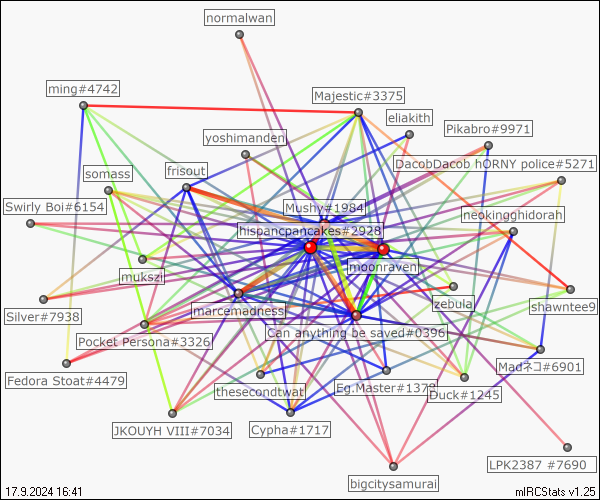 normalwan
ming#4742
Majestic#3375
eliakith
Pikabro#9971
yoshimanden
DacobDacob hORNY police#5271
somass
frisout
Swirly Boi#6154
Mushy#1984
neokingghidorah
hispancpancakes#2928
moonraven
mukszi
zebula
shawntee9
Silver#7938
marcemadness
Can anything be saved#0396
Pocket Persona#3326
Madネコ#6901
Fedora Stoat#4479
thesecondtwat
Eg.Master#1378
Duck#1245
JKOUYH VIII#7034
Cypha#1717
LPK2387 #7690
bigcitysamurai
17.9.2024 16:41
mIRCStats v1.25